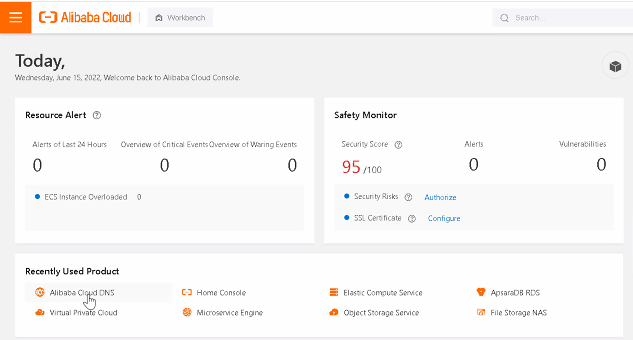 Alibaba Cloud
Workbench
Search...
Today,
Wednesday, June 15, 2022, Welcome back to Alibaba Cloud Console.
Resource Alert
Alerts of Last 24 Hours
Overview of Critical Events
Overview of Waring Events
0
0
0
ECS Instance Overloaded 0
Safety Monitor
Security Score
Alerts
Vulnerabilities
95 /100
0
0
Security Risks Authorize
SSL Certificate Configure
Recently Used Product
Alibaba Cloud DNS
Home Console
Elastic Compute Service
ApsaraDB RDS
Virtual Private Cloud
Microservice Engine
Object Storage Service
File Storage NAS